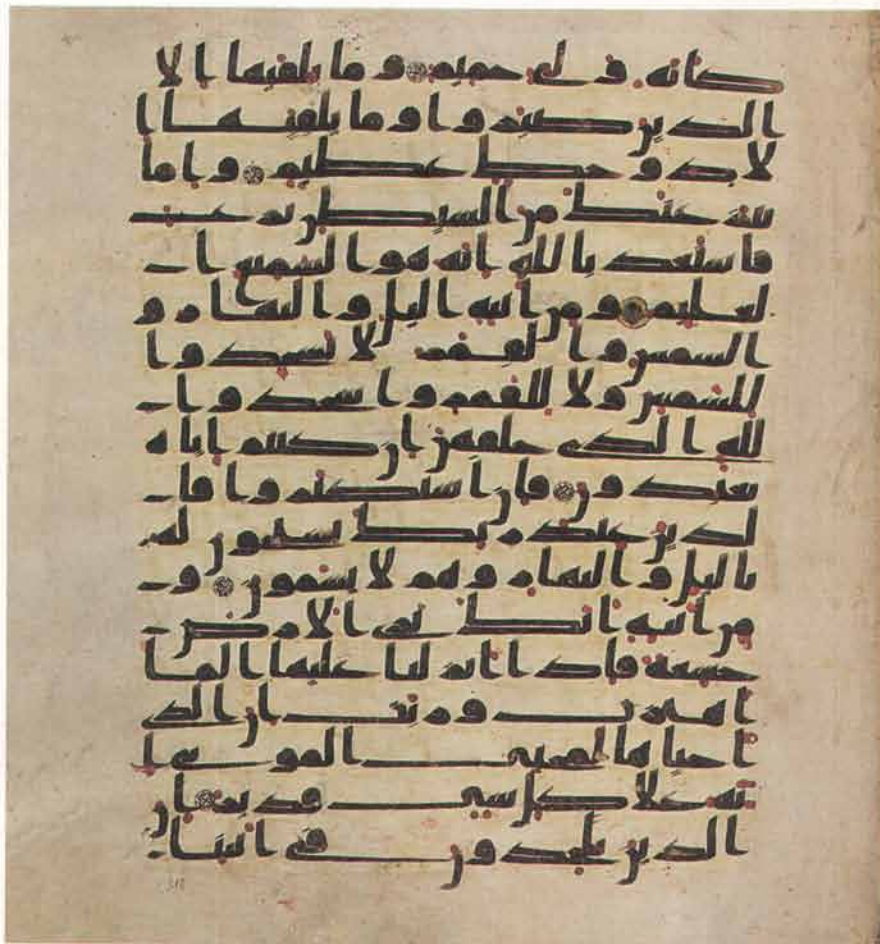 كانه ولى حميم وما يلقيها الا
الذين صبروا وما يلقيها ا
لا ذو حظ عظيم واما
ينزغنك من الشيطن نزغ
فاستعذ بالله انه هو السميع ا
لعليم ومن ايته اليل والنهار و
الشمس والقمر لا تسجدوا
للشمس ولا للقمر واسجدوا
لله الذى خلقهن ان كنتم اياه
تعبدون فان استكبروا فا
لذين عند ربك يسبحون له
باليل والنهار وهم لا يسمون و
من ايته انك ترى الارض
خشعة فاذا انزلنا عليها الما
اهتزت وربت ان الذى
احياها لمحيى الموتى ا
نه على كل شى قدير ان
الذين يلحدون فى ايتنا